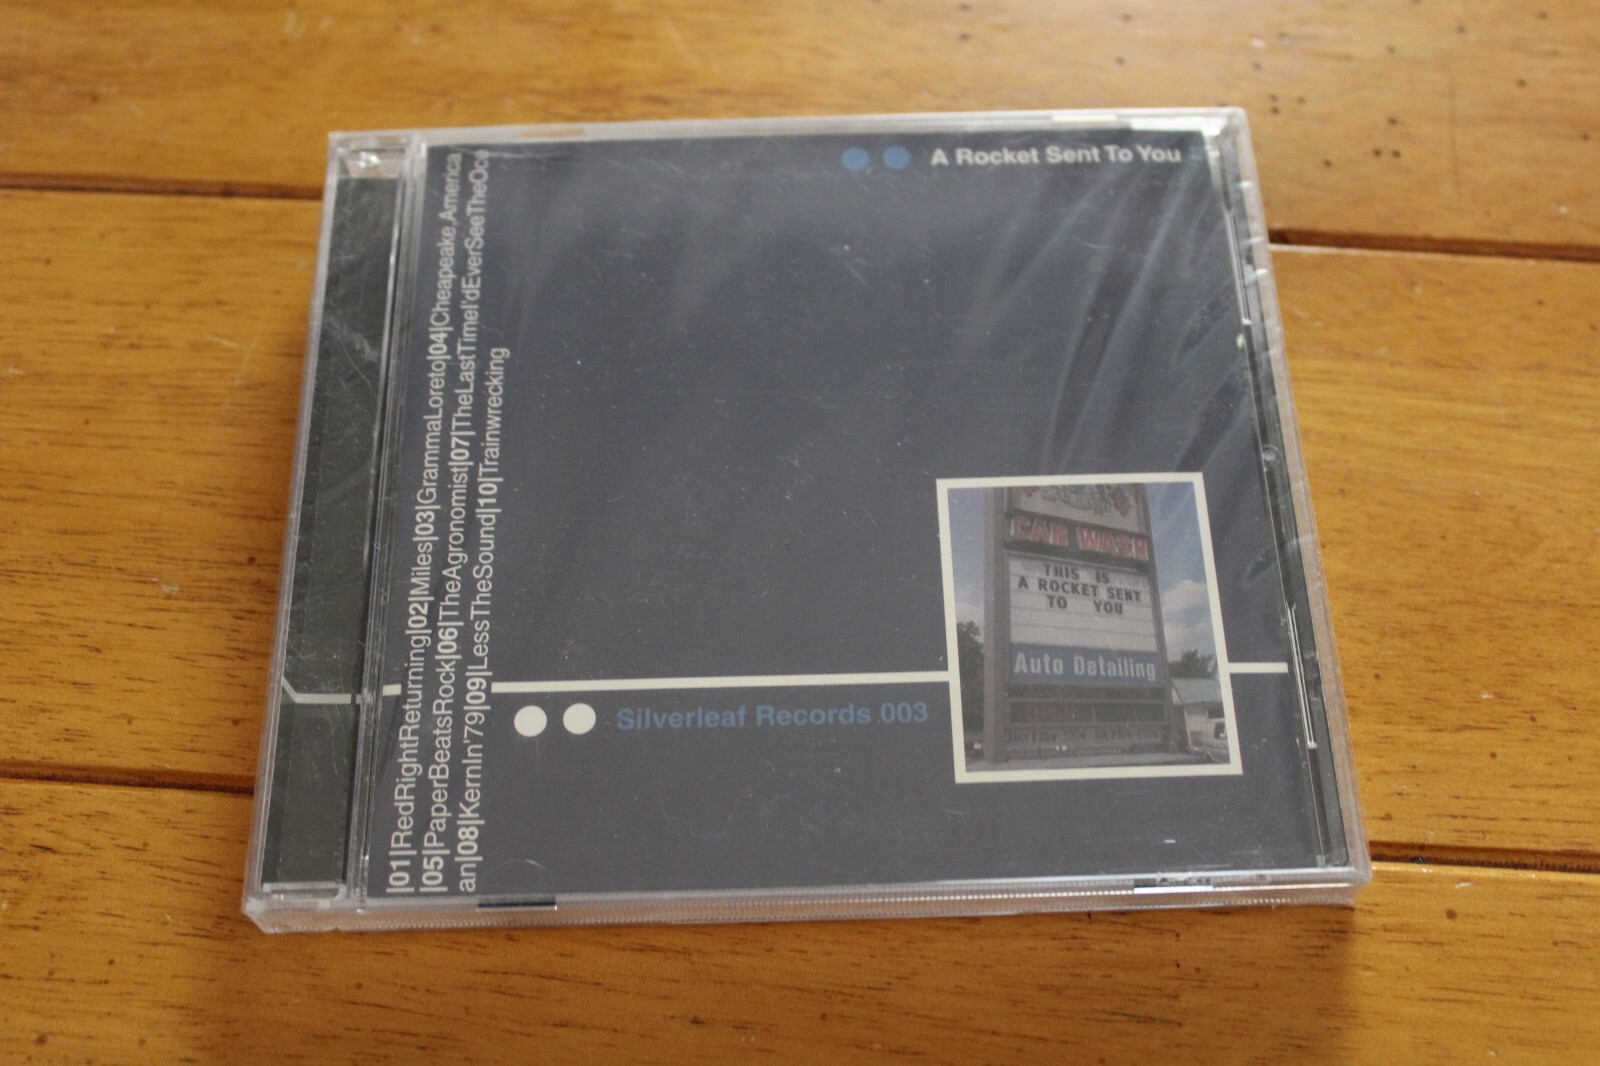 A Rocket Sent To You
|01|RedRightReturning|02|Miles|03|GrammaLoreto|04|Cheapeake,America
|05|PaperBeatsRock|06|TheAgronomist|07|TheLastTimeI'dEverSeeTheOce
an|08|KernIn'79|09|LessTheSound|10|Trainwrecking
CAR WASH
THIS IS
A ROCKET SENT
TO YOU
Auto Detailing
Silverleaf Records 003